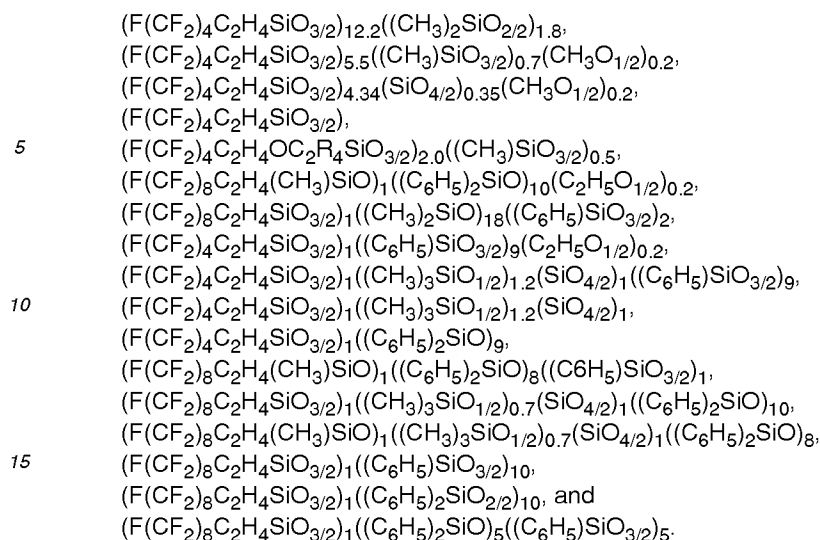 (F(CF₂)₄C₂H₄SiO₃/₂)₁₂.₂((CH₃)₂SiO₂/₂)₁.₈,
(F(CF₂)₄C₂H₄SiO₃/₂)₅.₅((CH₃)SiO₃/₂)₀.₇(CH₃O₁/₂)₀.₂,
(F(CF₂)₄C₂H₄SiO₃/₂)₄.₃₄(SiO₄/₂)₀.₃₅(CH₃O₁/₂)₀.₂,
(F(CF₂)₄C₂H₄SiO₃/₂),
5 (F(CF₂)₄C₂H₄OC₂R₄SiO₃/₂)₂.₀((CH₃)SiO₃/₂)₀.₅,
(F(CF₂)₈C₂H₄(CH₃)SiO)₁((C₆H₅)₂SiO)₁₀(C₂H₅O₁/₂)₀.₂,
(F(CF₂)₈C₂H₄SiO₃/₂)₁((CH₃)₂SiO)₁₈((C₆H₅)SiO₃/₂)₂,
(F(CF₂)₄C₂H₄SiO₃/₂)₁((C₆H₅)SiO₃/₂)₉(C₂H₅O₁/₂)₀.₂,
(F(CF₂)₄C₂H₄SiO₃/₂)₁((CH₃)₃SiO₁/₂)₁.₂(SiO₄/₂)₁((C₆H₅)SiO₃/₂)₉,
10 (F(CF₂)₄C₂H₄SiO₃/₂)₁((CH₃)₃SiO₁/₂)₁.₂(SiO₄/₂)₁,
(F(CF₂)₄C₂H₄SiO₃/₂)₁((C₆H₅)₂SiO)₉,
(F(CF₂)₈C₂H₄(CH₃)SiO)₁((C₆H₅)₂SiO)₈((C6H₅)SiO₃/₂)₁,
(F(CF₂)₈C₂H₄SiO₃/₂)₁((CH₃)₃SiO₁/₂)₀.₇(SiO₄/₂)₁((C₆H₅)₂SiO)₁₀,
(F(CF₂)₈C₂H₄(CH₃)SiO)₁((CH₃)₃SiO₁/₂)₀.₇(SiO₄/₂)₁((C₆H₅)₂SiO)₈,
15 (F(CF₂)₈C₂H₄SiO₃/₂)₁((C₆H₅)SiO₃/₂)₁₀,
(F(CF₂)₈C₂H₄SiO₃/₂)₁((C₆H₅)₂SiO₂/₂)₁₀, and
(F(CF₂)₈C₂H₄SiO₃/₂)₁((C₆H₅)₂SiO)₅((C₆H₅)SiO₃/₂)₅.